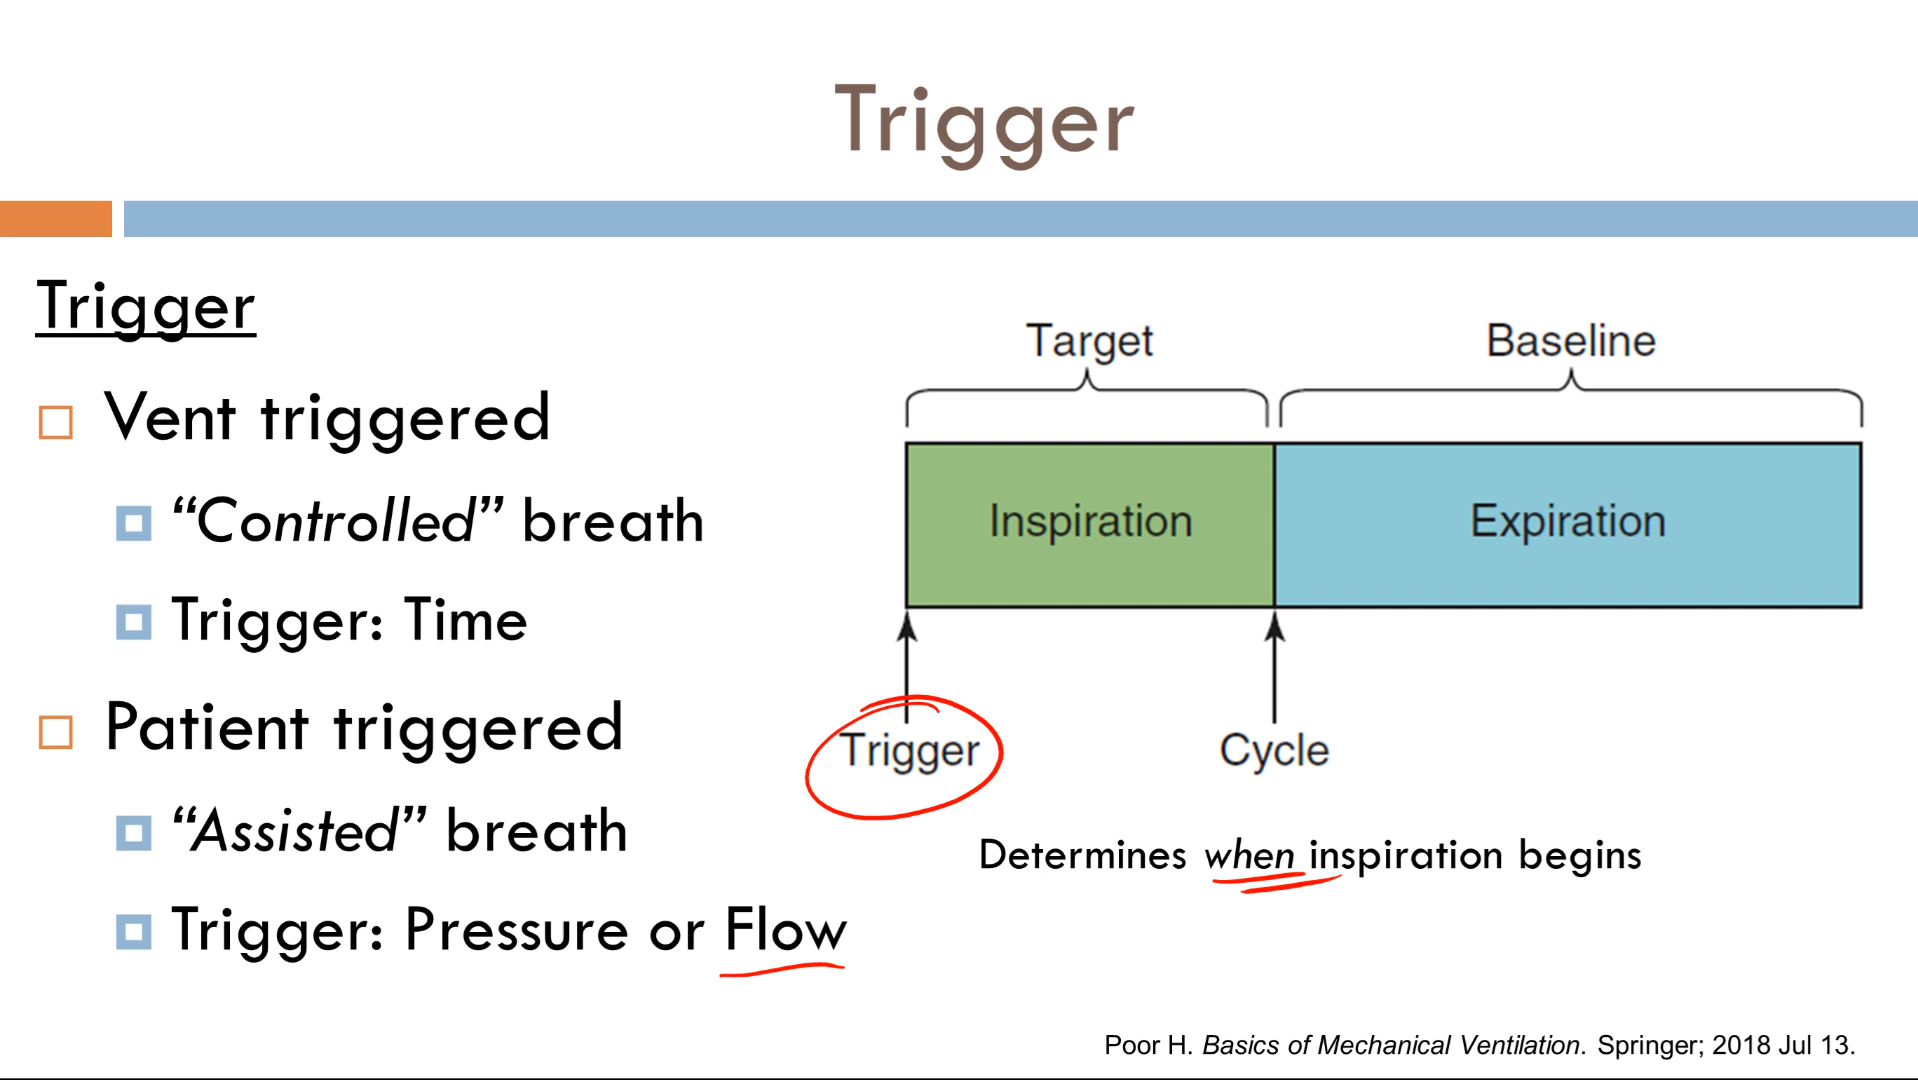 Trigger
Trigger
Vent triggered
“Controlled” breath
Trigger: Time
Patient triggered
“Assisted” breath
Trigger: Pressure or Flow
Target
Baseline
Inspiration
Expiration
Trigger
Cycle
Determines when inspiration begins
Poor H. Basics of Mechanical Ventilation. Springer; 2018 Jul 13.